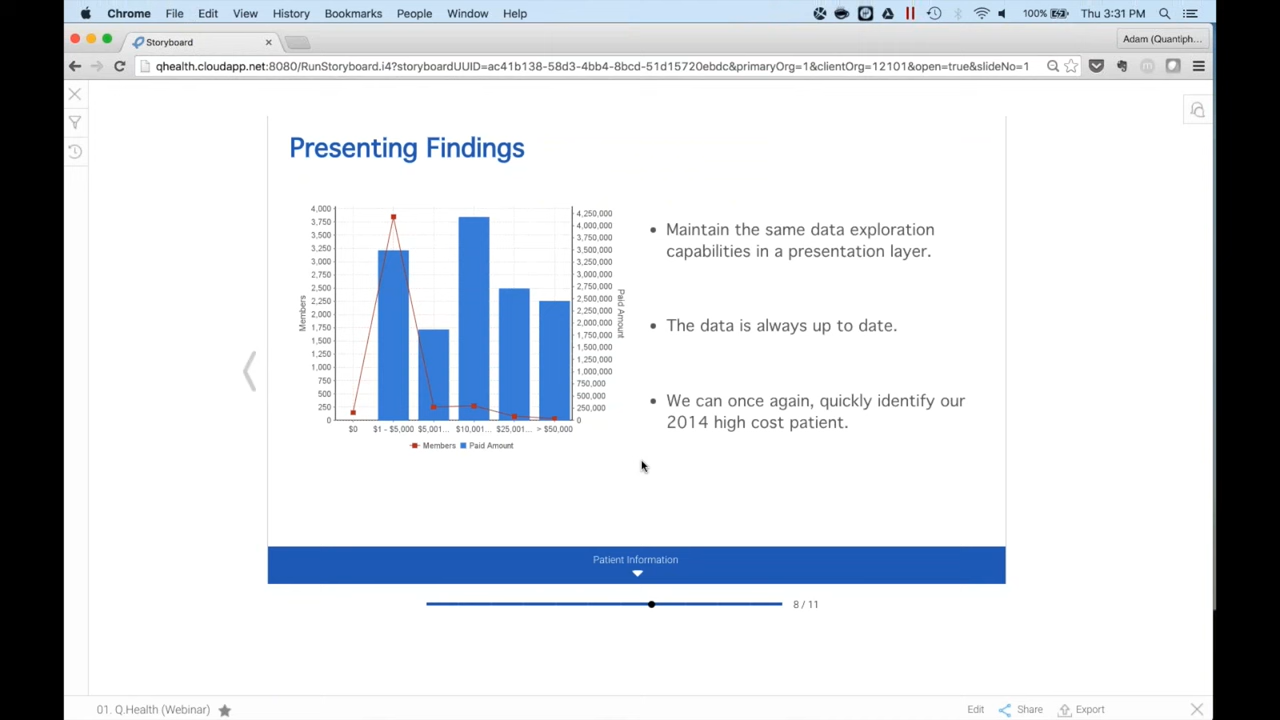 Chrome File Edit View History Bookmarks People Window Help 100% Thu 3:31 PM
Storyboard
Adam (Quantiph...
qhealth.cloudapp.net:8080/RunStoryboard.i4?storyboardUUID=ac41b138-58d3-4bb4-8bcd-51d15720ebdc&primaryOrg=1&clientOrg=12101&open=true&slideNo=1
Presenting Findings
4,000
3,750
3,500
3,250
3,000
2,750
2,500
2,250
2,000
1,750
1,500
1,250
1,000
750
500
250
0
Members
4,250,000
4,000,000
3,750,000
3,500,000
3,250,000
3,000,000
2,750,000
2,500,000
2,250,000
2,000,000
1,750,000
1,500,000
1,250,000
1,000,000
750,000
500,000
250,000
0
Paid Amount
$0 $1 - $5,000 $5,001... $10,001... $25,001... > $50,000
Members Paid Amount
• Maintain the same data exploration
capabilities in a presentation layer.
• The data is always up to date.
• We can once again, quickly identify our
2014 high cost patient.
Patient Information
8 / 11
01. Q.Health (Webinar)
Edit Share Export